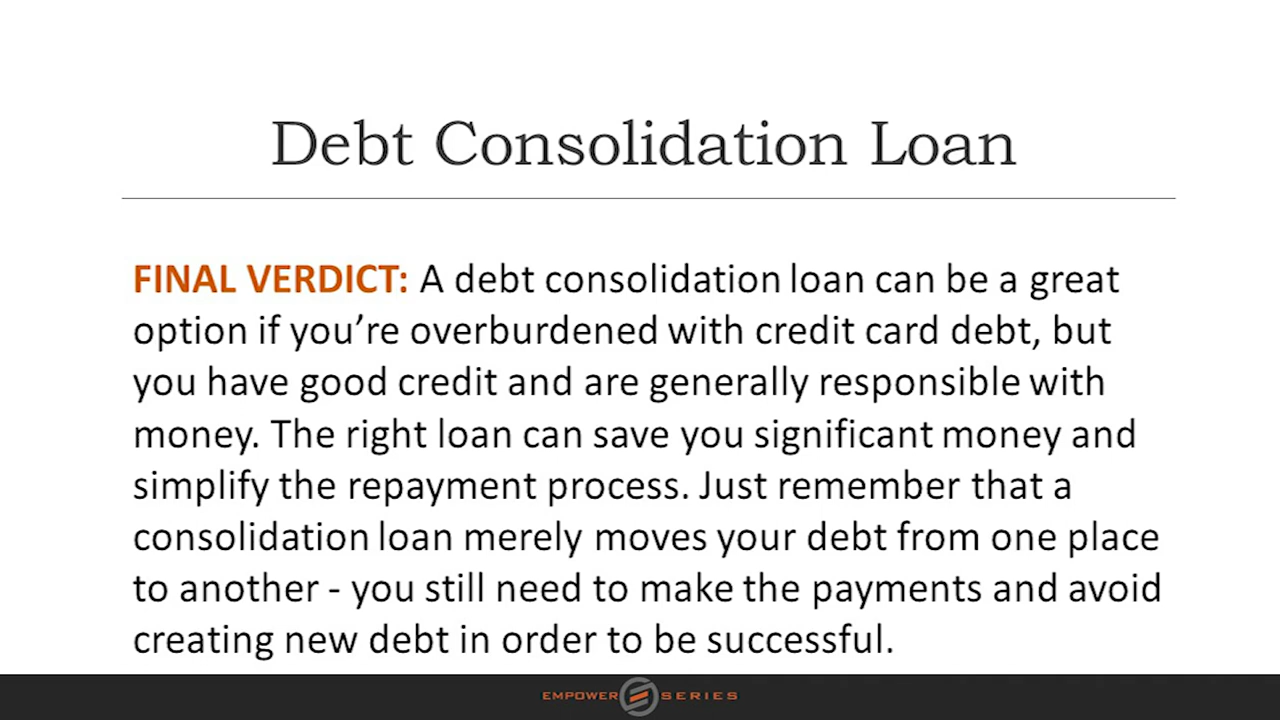 Debt Consolidation Loan
FINAL VERDICT: A debt consolidation loan can be a great
option if you’re overburdened with credit card debt, but
you have good credit and are generally responsible with
money. The right loan can save you significant money and
simplify the repayment process. Just remember that a
consolidation loan merely moves your debt from one place
to another - you still need to make the payments and avoid
creating new debt in order to be successful.
EMPOWER SERIES